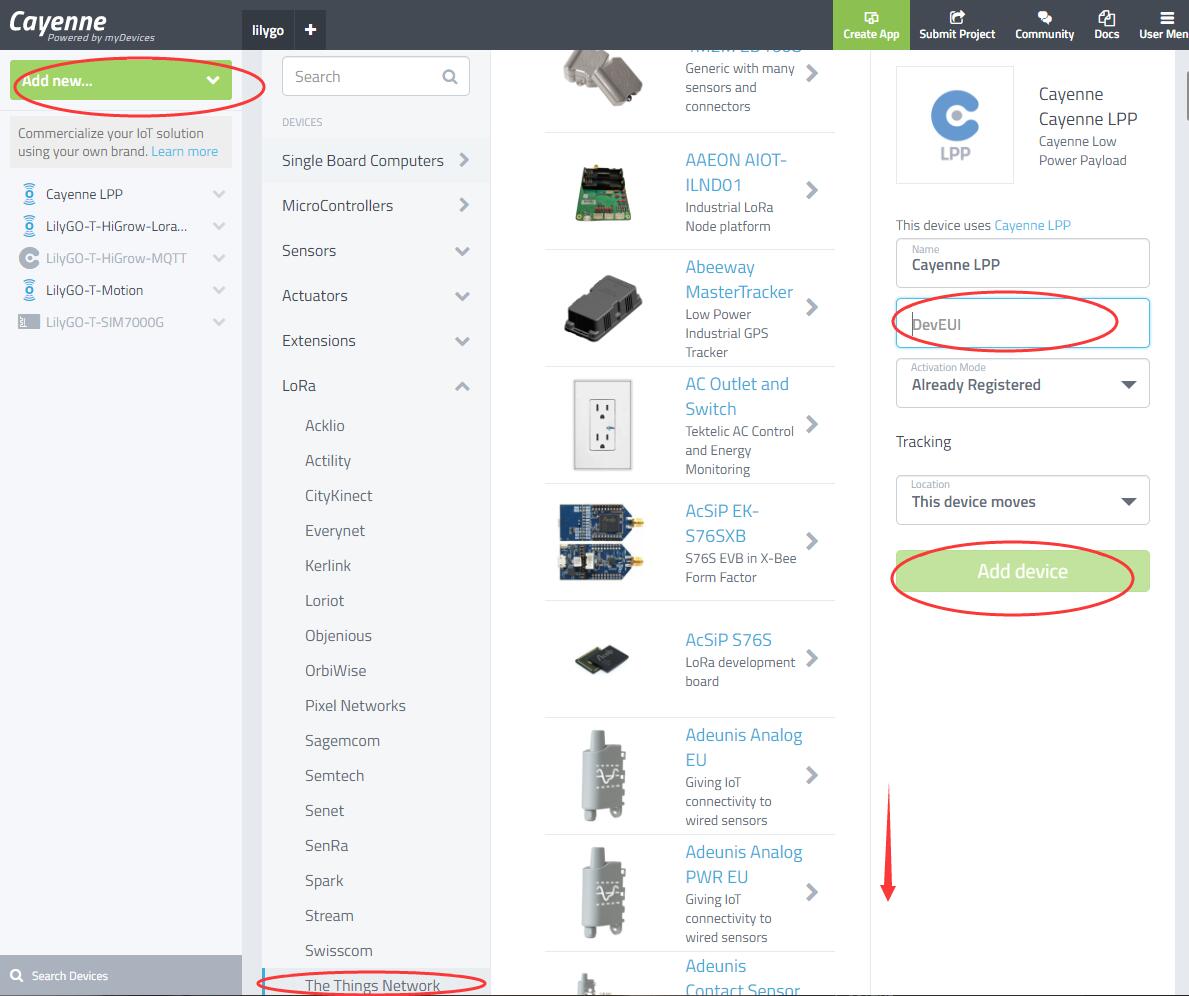 Cayenne
Powered by myDevices
lilygo
+
Create App
Submit Project
Community
Docs
User Men
Add new...
Commercialize your IoT solution
using your own brand. Learn more
Cayenne LPP
LilyGO-T-HiGrow-Lora...
LilyGO-T-HiGrow-MQTT
LilyGO-T-Motion
LilyGO-T-SIM7000G
Search Devices
Search
DEVICES
Single Board Computers
MicroControllers
Sensors
Actuators
Extensions
LoRa
Acklio
Actility
CityKinect
Everynet
Kerlink
Loriot
Objenious
OrbiWise
Pixel Networks
Sagemcom
Semtech
Senet
SenRa
Spark
Stream
Swisscom
The Things Network
Generic with many
sensors and
connectors
AAEON AIOT-
ILND01
Industrial LoRa
Node platform
Abeeway
MasterTracker
Low Power
Industrial GPS
Tracker
AC Outlet and
Switch
Tektelic AC Control
and Energy
Monitoring
AcSiP EK-
S76SXB
S76S EVB in X-Bee
Form Factor
AcSiP S76S
LoRa development
board
Adeunis Analog
EU
Giving IoT
connectivity to
wired sensors
Adeunis Analog
PWR EU
Giving IoT
connectivity to
wired sensors
Adeunis
Contact Sensor
LPP
Cayenne
Cayenne LPP
Cayenne Low
Power Payload
This device uses Cayenne LPP
Name
Cayenne LPP
DevEUI
Activation Mode
Already Registered
Tracking
Location
This device moves
Add device